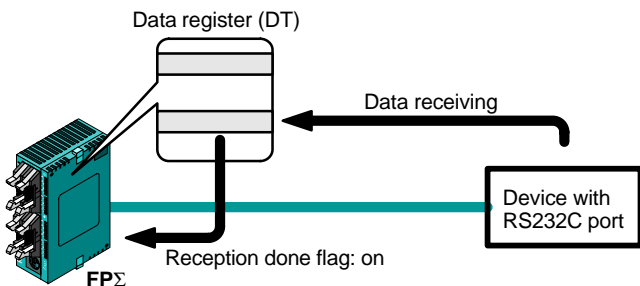 Data register (DT)
Data receiving
Device with
RS232C port
Reception done flag: on
FPΣ